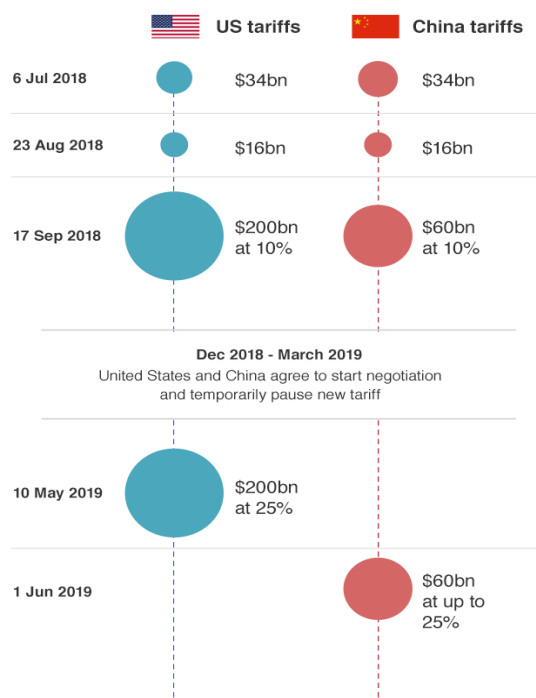 US tariffs
China tariffs
6 Jul 2018
$34bn
$34bn
23 Aug 2018
$16bn
$16bn
17 Sep 2018
$200bn
at 10%
$60bn
at 10%
Dec 2018 - March 2019
United States and China agree to start negotiation
and temporarily pause new tariff
10 May 2019
$200bn
at 25%
1 Jun 2019
$60bn
at up to
25%